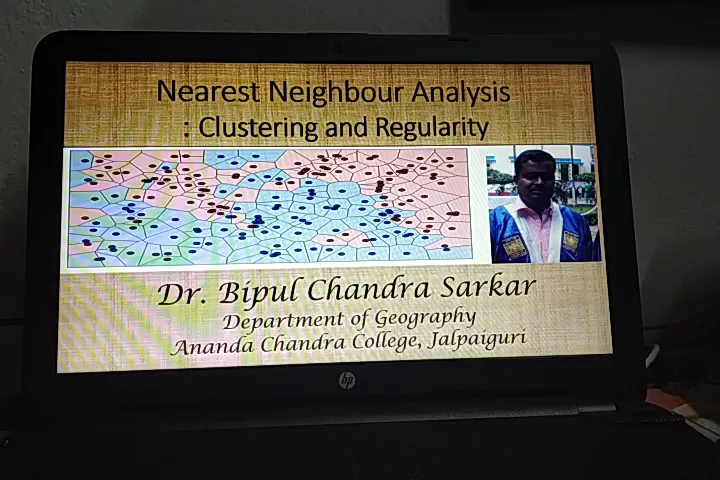 Nearest Neighbour Analysis
: Clustering and Regularity
Dr. Bipul Chandra Sarkar
Department of Geography
Ananda Chandra College, Jalpaiguri
hp